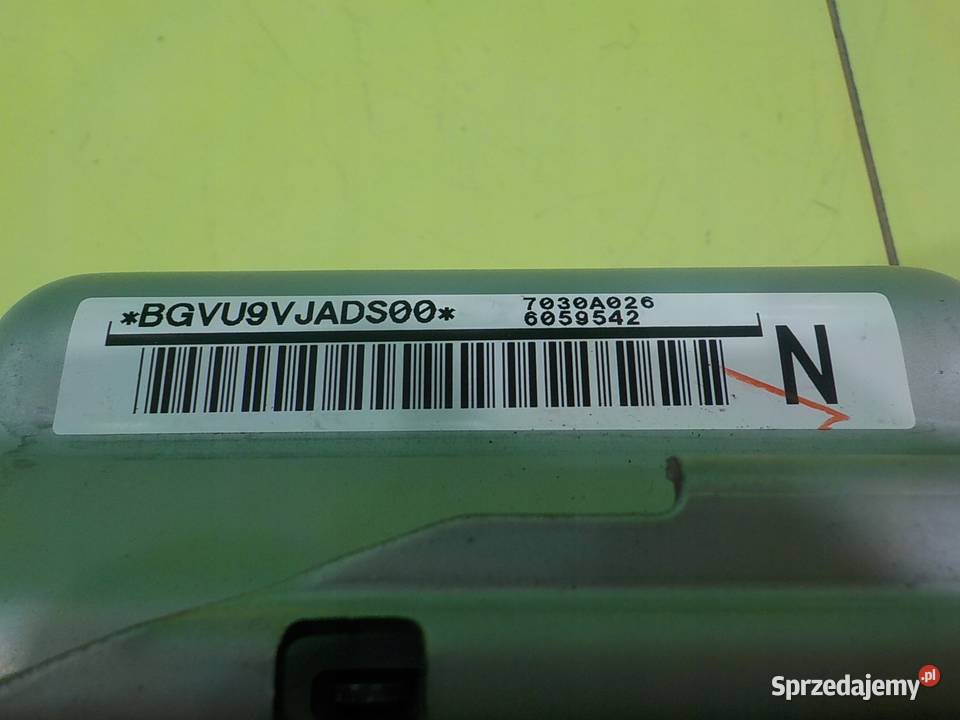 *BGVU9VJADS00*
7030A026
6059542
N
Sprzedajemy.pl